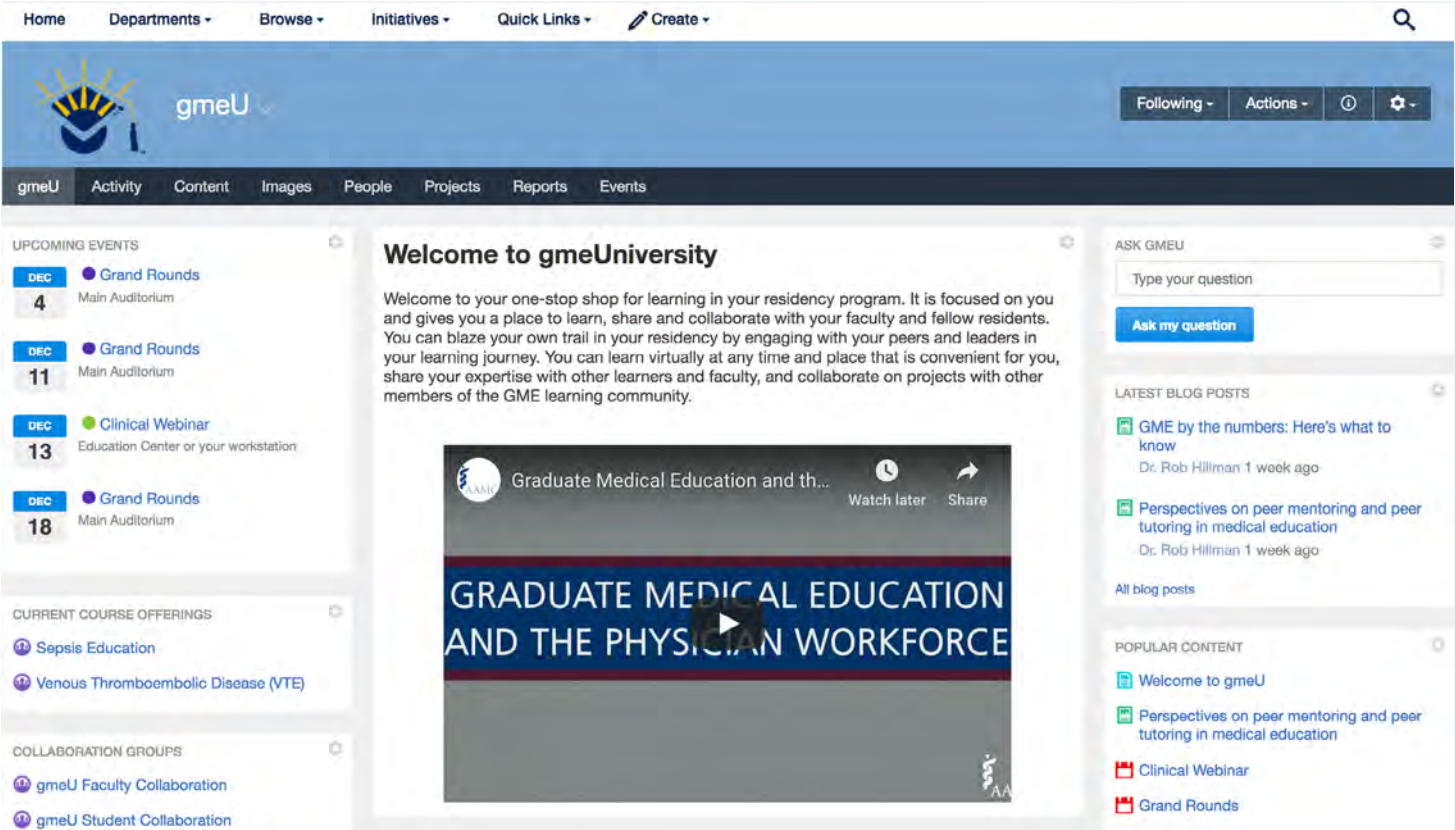 Home Departments Browse Initiatives Quick Links Create
gmeU
Following Actions
gmeU Activity Content Images People Projects Reports Events
UPCOMING EVENTS
DEC
4
Grand Rounds
Main Auditorium
DEC
11
Grand Rounds
Main Auditorium
DEC
13
Clinical Webinar
Education Center or your workstation
DEC
18
Grand Rounds
Main Auditorium
CURRENT COURSE OFFERINGS
Sepsis Education
Venous Thromboembolic Disease (VTE)
COLLABORATION GROUPS
gmeU Faculty Collaboration
gmeU Student Collaboration
Welcome to gmeUniversity
Welcome to your one-stop shop for learning in your residency program. It is focused on you
and gives you a place to learn, share and collaborate with your faculty and fellow residents.
You can blaze your own trail in your residency by engaging with your peers and leaders in
your learning journey. You can learn virtually at any time and place that is convenient for you,
share your expertise with other learners and faculty, and collaborate on projects with other
members of the GME learning community.
AAMC
Graduate Medical Education and th...
Watch later
Share
GRADUATE MEDICAL EDUCATION
AND THE PHYSICIAN WORKFORCE
AA
ASK GMEU
Type your question
Ask my question
LATEST BLOG POSTS
GME by the numbers: Here's what to
know
Dr. Rob Hillman 1 week ago
Perspectives on peer mentoring and peer
tutoring in medical education
Dr. Rob Hillman 1 week ago
All blog posts
POPULAR CONTENT
Welcome to gmeU
Perspectives on peer mentoring and peer
tutoring in medical education
Clinical Webinar
Grand Rounds